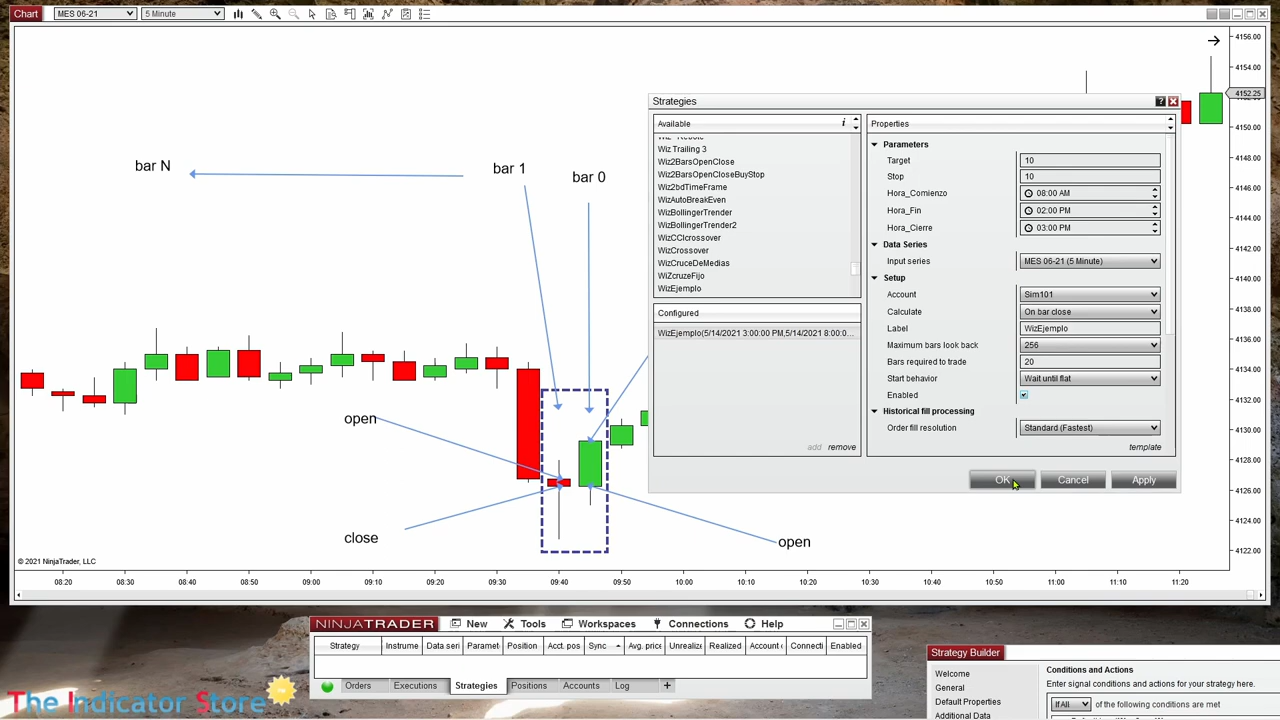 Chart
MES 06-21
5 Minute
4156.00
4154.00
4152.25
4150.00
4148.00
4146.00
4144.00
4142.00
4140.00
4138.00
4136.00
4134.00
4132.00
4130.00
4128.00
4126.00
4124.00
4122.00
bar N
bar 1
bar 0
open
close
open
© 2021 NinjaTrader, LLC
08:20
08:30
08:40
08:50
09:00
09:10
09:20
09:30
09:40
09:50
10:00
10:10
10:20
10:30
10:40
10:50
11:00
11:10
11:20
Strategies
Available
Wiz Trailing 3
Wiz2BarsOpenClose
Wiz2BarsOpenCloseBuyStop
Wiz2bdTimeFrame
WizAutoBreakEven
WizBollingerTrender
WizBollingerTrender2
WizCCIcrossover
WizCrossover
WizCruceDeMedias
WiZcruzeFijo
WizEjemplo
Configured
WizEjemplo(5/14/2021 3:00:00 PM,5/14/2021 8:00:0...
add remove
Properties
Parameters
Target 10
Stop 10
Hora_Comienzo 08:00 AM
Hora_Fin 02:00 PM
Hora_Cierre 03:00 PM
Data Series
Input series MES 06-21 (5 Minute)
Setup
Account Sim101
Calculate On bar close
Label WizEjemplo
Maximum bars look back 256
Bars required to trade 20
Start behavior Wait until flat
Enabled
Historical fill processing
Order fill resolution Standard (Fastest)
template
OK Cancel Apply
NINJATRADER New Tools Workspaces Connections Help
Strategy Instrume Data seri Paramet Position Acct. pos Sync Avg. price Unrealiz Realized Account Connecti Enabled
Orders Executions Strategies Positions Accounts Log +
Strategy Builder
Welcome
General
Default Properties
Additional Data
Conditions and Actions
Enter signal conditions and actions for your strategy here.
If All of the following conditions are met
The Indicator Store